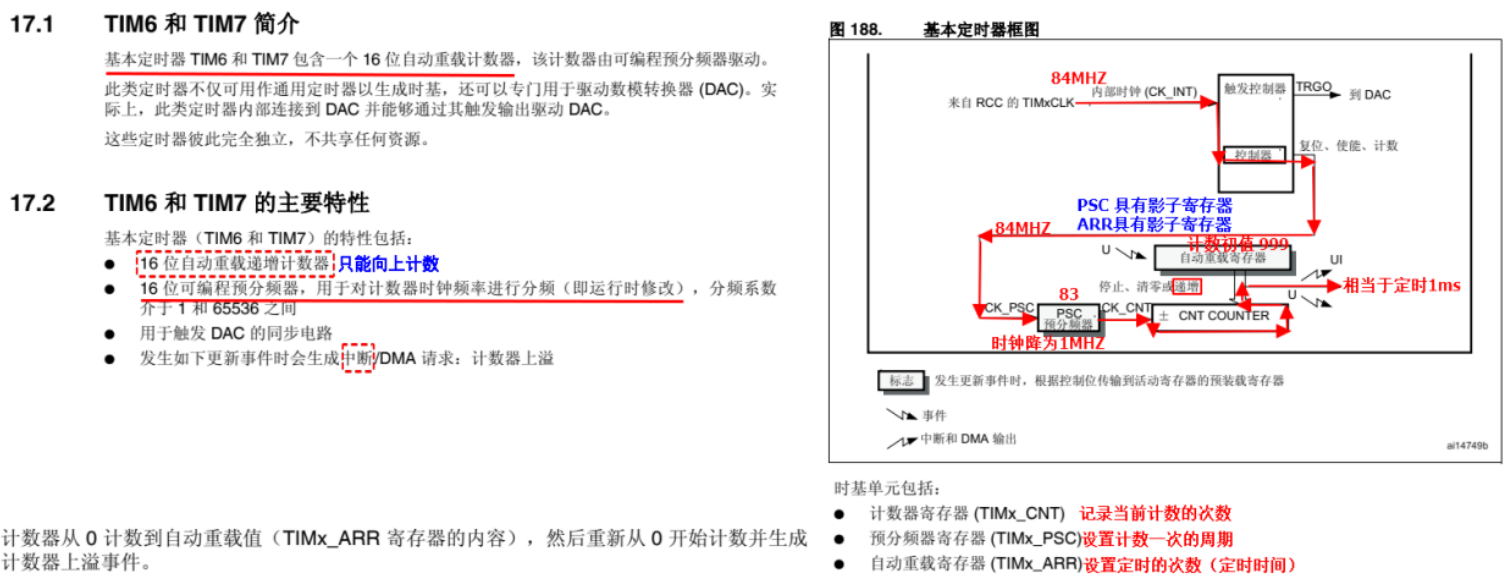 17.1 TIM6 和 TIM7 简介
基本定时器 TIM6 和 TIM7 包含一个 16 位自动重载计数器，该计数器由可编程预分频器驱动。
此类定时器不仅可用作通用定时器以生成时基，还可以专门用于驱动数模转换器 (DAC)。实
际上，此类定时器内部连接到 DAC 并能够通过其触发输出驱动 DAC。
这些定时器彼此完全独立，不共享任何资源。
17.2 TIM6 和 TIM7 的主要特性
基本定时器（TIM6 和 TIM7）的特性包括：
● 16 位自动重载递增计数器 只能向上计数
● 16 位可编程预分频器，用于对计数器时钟频率进行分频（即运行时修改），分频系数
介于 1 和 65536 之间
● 用于触发 DAC 的同步电路
● 发生如下更新事件时会生成中断/DMA 请求：计数器上溢
计数器从 0 计数到自动重载值（TIMx_ARR 寄存器的内容），然后重新从 0 开始计数并生成
计数器上溢事件。
图 188. 基本定时器框图
84MHZ
内部时钟 (CK_INT)
来自 RCC 的 TIMxCLK
触发控制器
TRGO
到 DAC
控制器
复位、使能、计数
PSC 具有影子寄存器
ARR具有影子寄存器
84MHZ
计数初值 999
U
自动重载寄存器
UI
停止、清零或递增
U
相当于定时1ms
83
CK_PSC
PSC
预分频器
CK_CNT
± CNT COUNTER
时钟降为1MHZ
标志 发生更新事件时，根据控制位传输到活动寄存器的预装载寄存器
事件
中断和 DMA 输出
ai14749b
时基单元包括：
● 计数器寄存器 (TIMx_CNT) 记录当前计数的次数
● 预分频器寄存器 (TIMx_PSC)设置计数一次的周期
● 自动重载寄存器 (TIMx_ARR)设置定时的次数（定时时间）